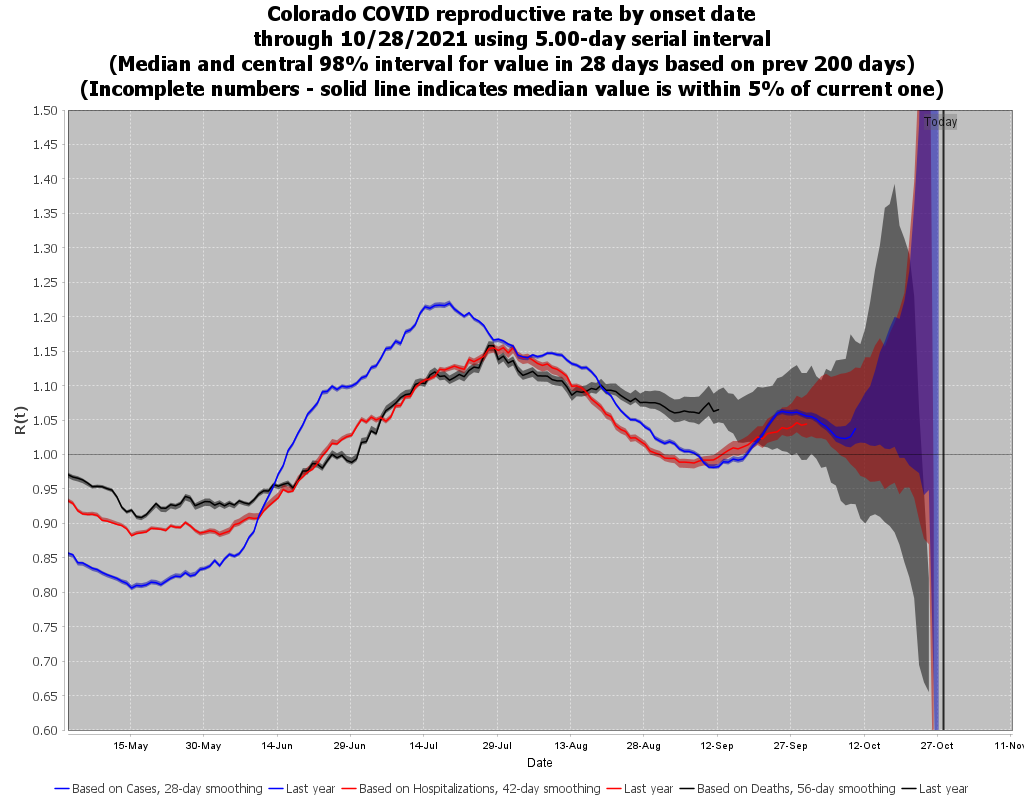 Colorado COVID reproductive rate by onset date
through 10/28/2021 using 5.00-day serial interval
(Median and central 98% interval for value in 28 days based on prev 200 days)
(Incomplete numbers - solid line indicates median value is within 5% of current one)
Today
1.50
1.45
1.40
1.35
1.30
1.25
1.20
1.15
1.10
1.05
1.00
0.95
0.90
0.85
0.80
0.75
0.70
0.65
0.60
R(t)
15-May 30-May 14-Jun 29-Jun 14-Jul 29-Jul 13-Aug 28-Aug 12-Sep 27-Sep 12-Oct 27-Oct 11-Nov
Date
Based on Cases, 28-day smoothing Last year Based on Hospitalizations, 42-day smoothing Last year Based on Deaths, 56-day smoothing Last year